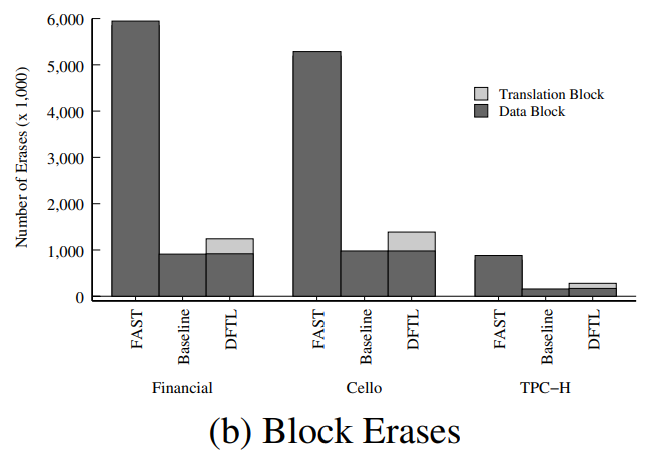 6,000
5,000
4,000
3,000
2,000
1,000
0
Number of Erases (x 1,000)
Translation Block
Data Block
FAST
Baseline
DFTL
FAST
Baseline
DFTL
FAST
Baseline
DFTL
Financial
Cello
TPC−H
(b) Block Erases